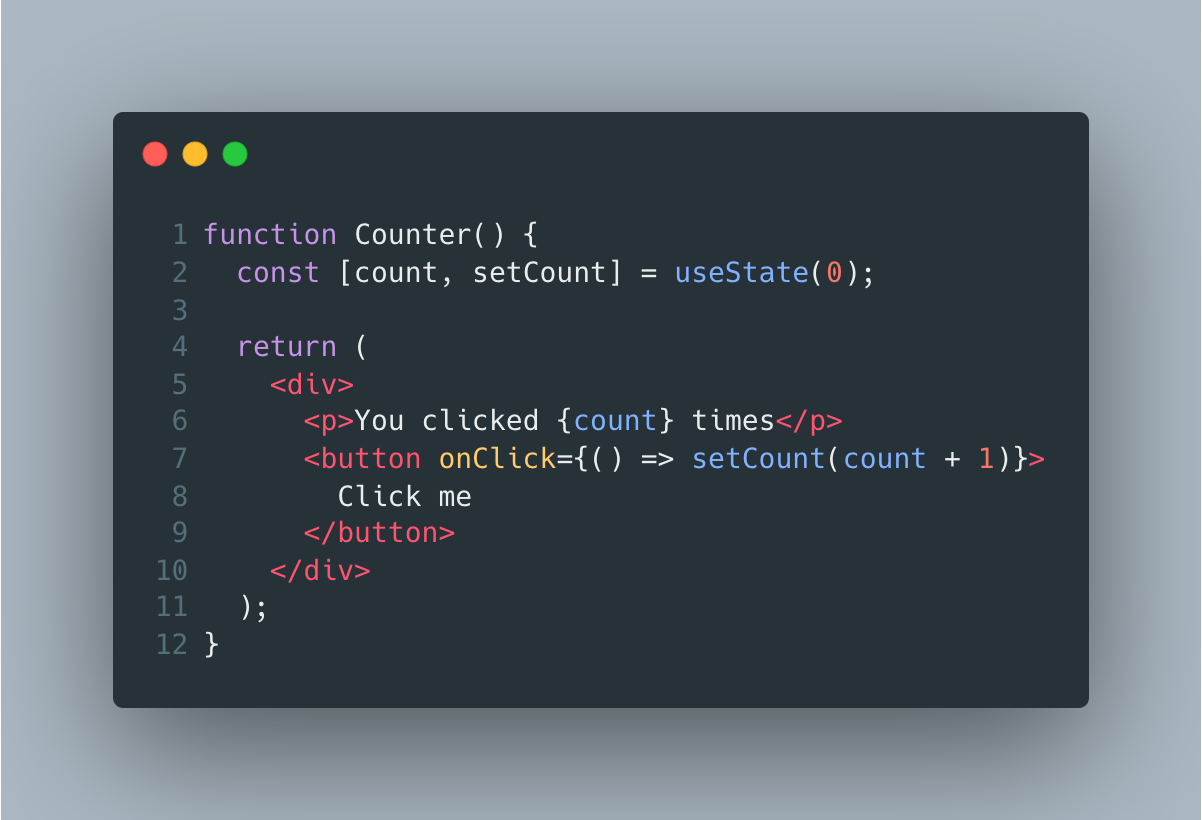 1 function Counter() {
2   const [count, setCount] = useState(0);
3
4   return (
5     <div>
6       <p>You clicked {count} times</p>
7       <button onClick={() => setCount(count + 1)}>
8         Click me
9       </button>
10     </div>
11   );
12 }